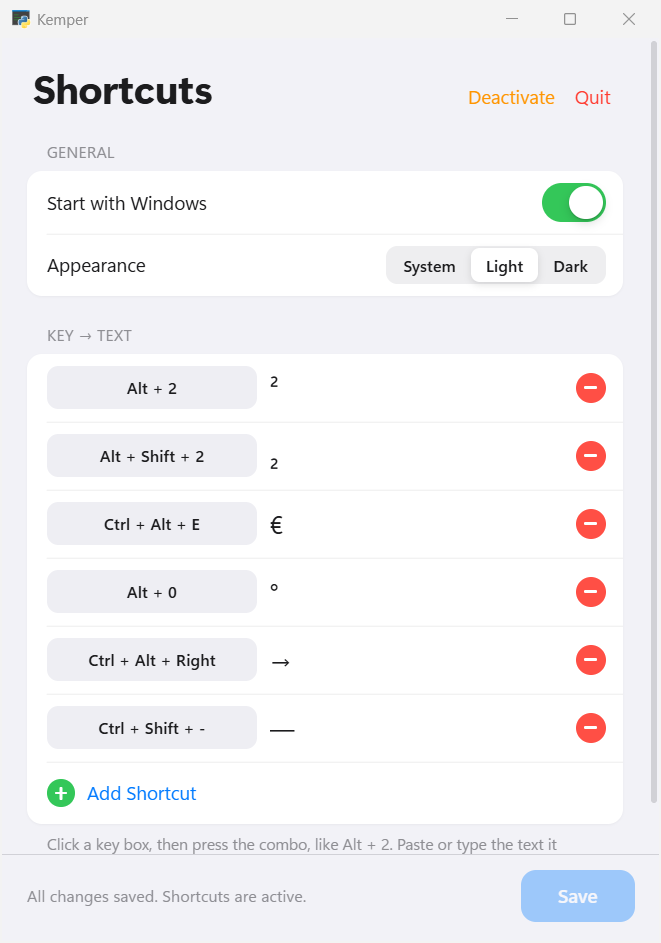 Kemper
Shortcuts
Deactivate Quit
GENERAL
Start with Windows
Appearance System Light Dark
KEY → TEXT
Alt + 2 ²
Alt + Shift + 2 ₂
Ctrl + Alt + E €
Alt + 0 °
Ctrl + Alt + Right →
Ctrl + Shift + - —
Add Shortcut
Click a key box, then press the combo, like Alt + 2. Paste or type the text it
All changes saved. Shortcuts are active. Save